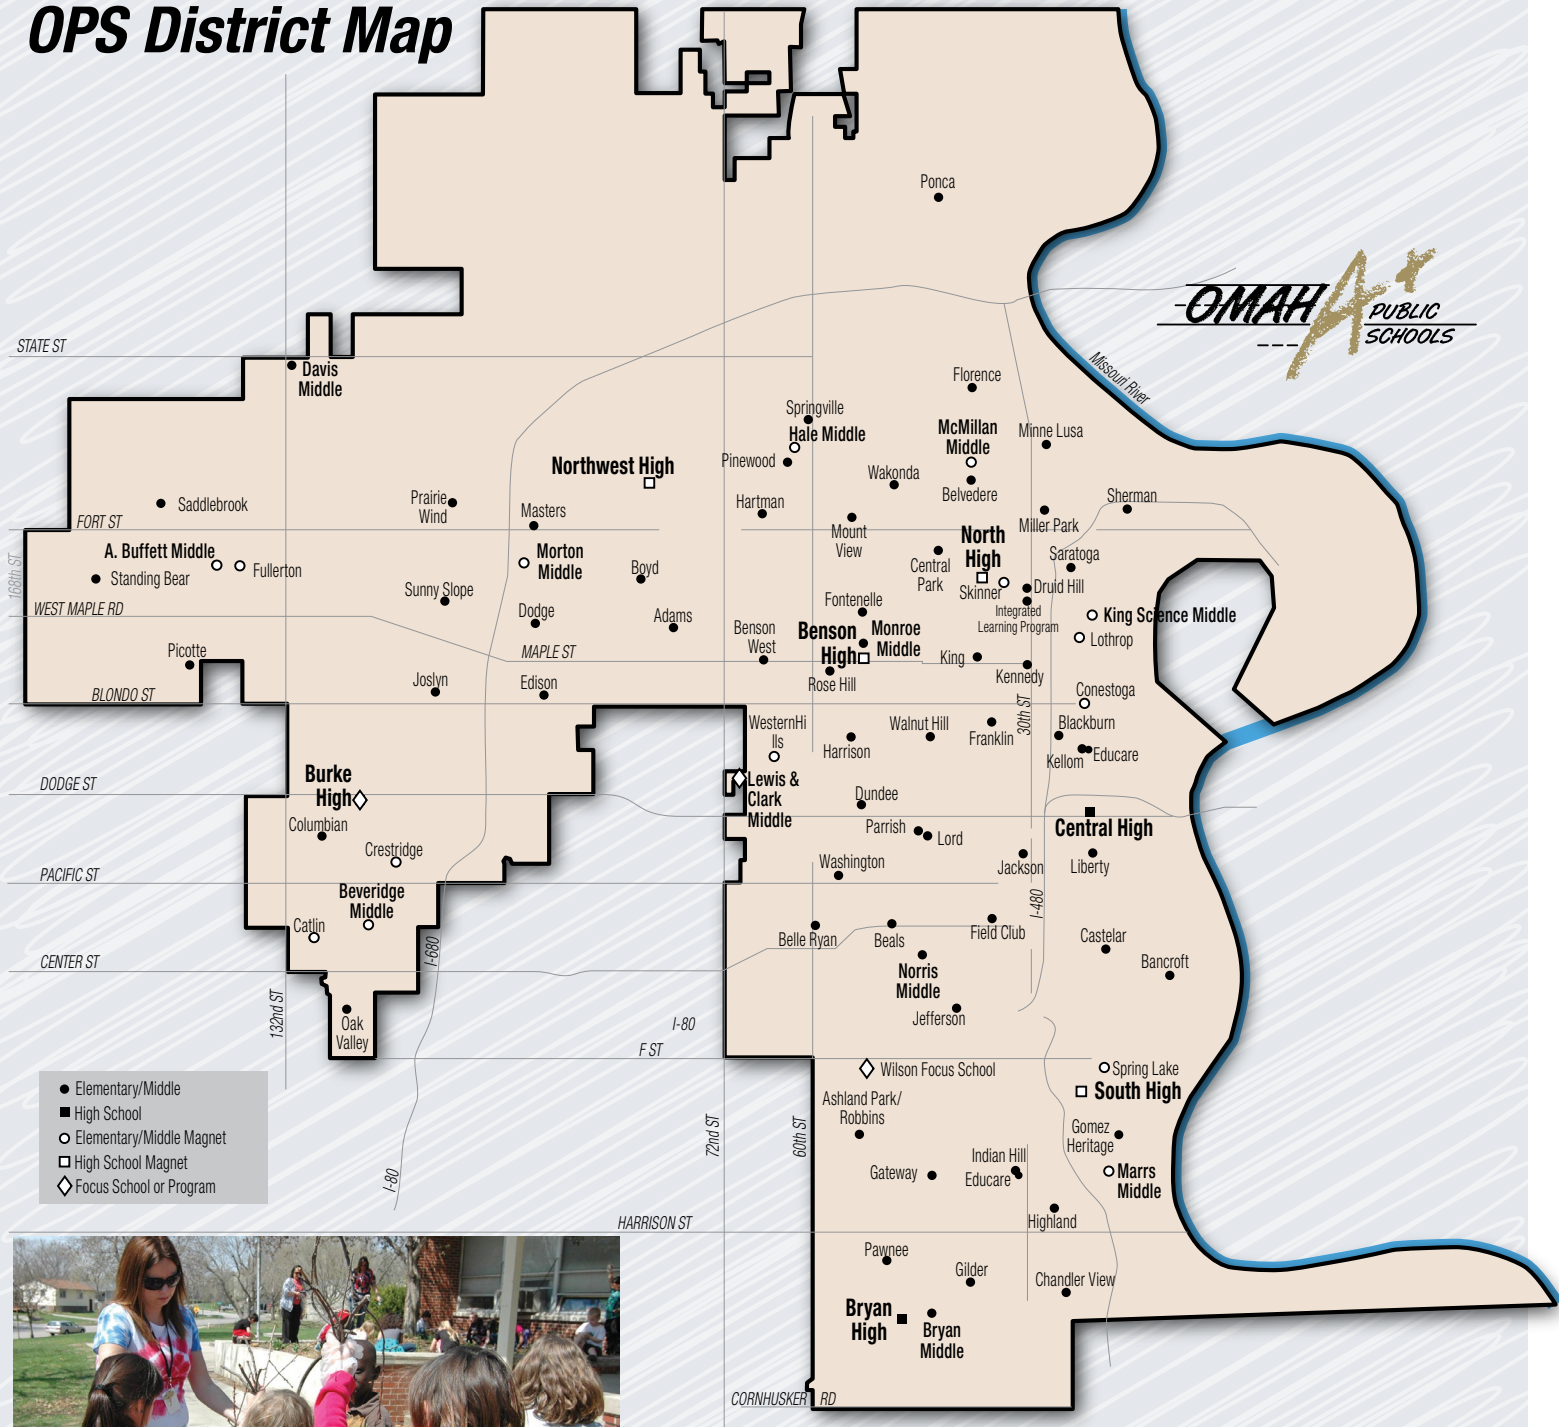 OPS District Map
Ponca
OMAHA+
PUBLIC
SCHOOLS
STATE ST
Davis
Middle
Missouri River
Florence
Springville
Hale Middle
McMillan
Middle
Minne Lusa
Northwest High
Pinewood
Wakonda
Belvedere
Saddlebrook
Prairie
Wind
Masters
Hartman
Sherman
FORT ST
Mount
View
North
High
Miller Park
A. Buffett Middle
Fullerton
Standing Bear
168th ST
Morton
Middle
Boyd
Central
Park
Saratoga
Sunny Slope
Skinner
Druid Hill
Integrated
Learning Program
WEST MAPLE RD
Dodge
Adams
Fontenelle
King Science Middle
Benson
West
Benson
High
Monroe
Middle
Lothrop
Picotte
MAPLE ST
King
Kennedy
Rose Hill
BLONDO ST
Joslyn
Edison
Conestoga
30th ST
WesternHi
lls
Harrison
Walnut Hill
Franklin
Blackburn
Kellom
Educare
Burke
High
DODGE ST
Lewis &
Clark
Middle
Dundee
Columbian
Crestridge
Parrish
Lord
Central High
Washington
Jackson
Liberty
PACIFIC ST
Beveridge
Middle
I-480
Catlin
I-680
Belle Ryan
Beals
Field Club
Castelar
CENTER ST
Norris
Middle
Bancroft
132nd ST
Oak
Valley
Jefferson
I-80
F ST
Wilson Focus School
Spring Lake
South High
Elementary/Middle
High School
Elementary/Middle Magnet
High School Magnet
Focus School or Program
Ashland Park/
Robbins
72nd ST
60th ST
Gomez
Heritage
Gateway
Indian Hill
Educare
Marrs
Middle
I-80
Highland
HARRISON ST
Pawnee
Gilder
Chandler View
Bryan
High
Bryan
Middle
CORNHUSKER RD